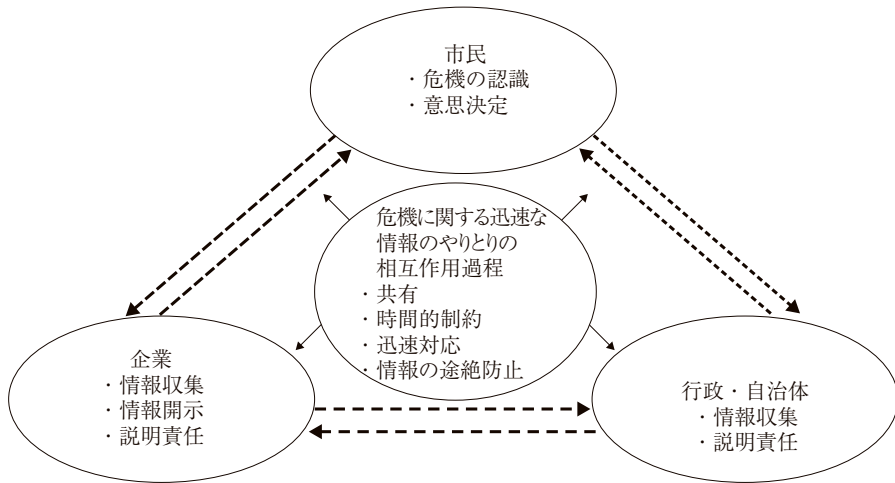 市民
・危機の認識
・意思決定
危機に関する迅速な
情報のやりとりの
相互作用過程
・共有
・時間的制約
・迅速対応
・情報の途絶防止
企業
・情報収集
・情報開示
・説明責任
行政・自治体
・情報収集
・説明責任